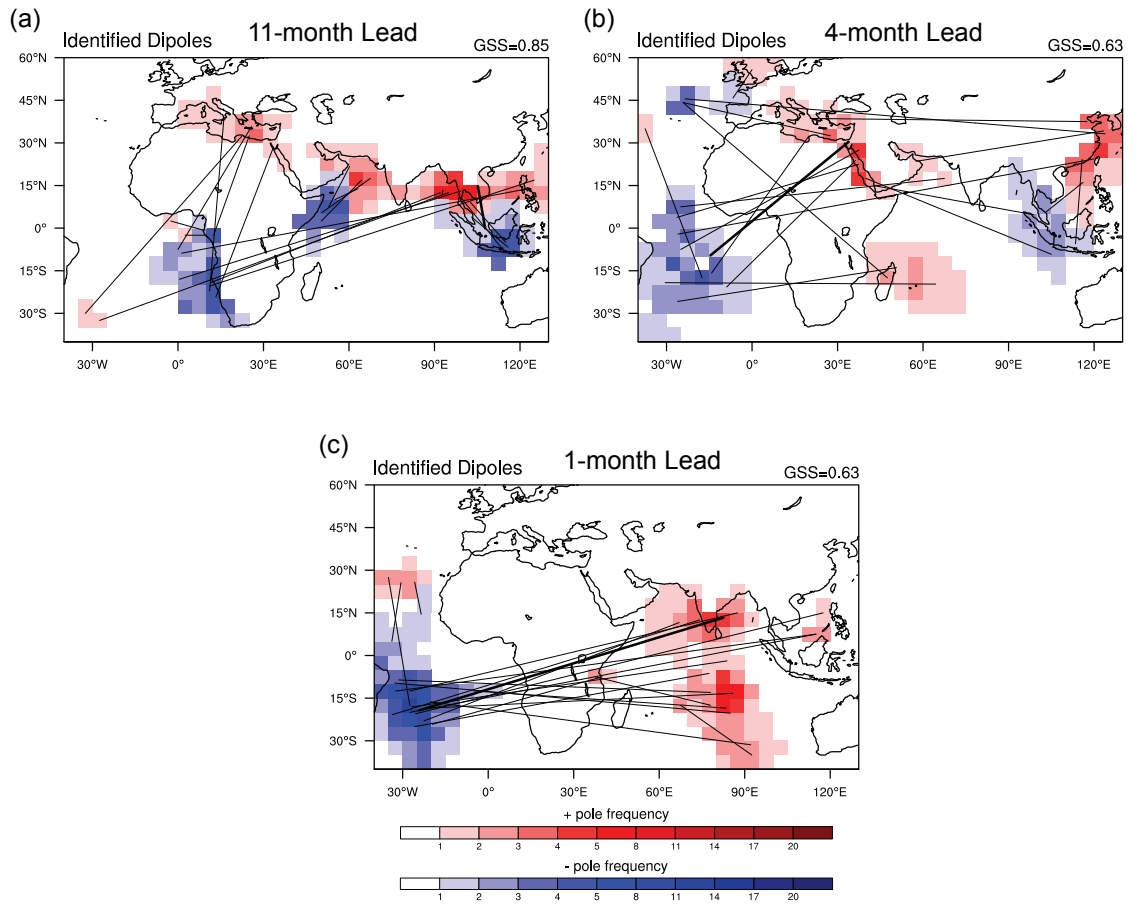 (a)
11-month Lead
Identified Dipoles
GSS=0.85
60°N
45°N
30°N
15°N
0°
15°S
30°S
30°W 0° 30°E 60°E 90°E 120°E
(b)
4-month Lead
Identified Dipoles
GSS=0.63
60°N
45°N
30°N
15°N
0°
15°S
30°S
30°W 0° 30°E 60°E 90°E 120°E
(c)
1-month Lead
Identified Dipoles
GSS=0.63
60°N
45°N
30°N
15°N
0°
15°S
30°S
30°W 0° 30°E 60°E 90°E 120°E
+ pole frequency
1 2 3 4 5 8 11 14 17 20
- pole frequency
1 2 3 4 5 8 11 14 17 20